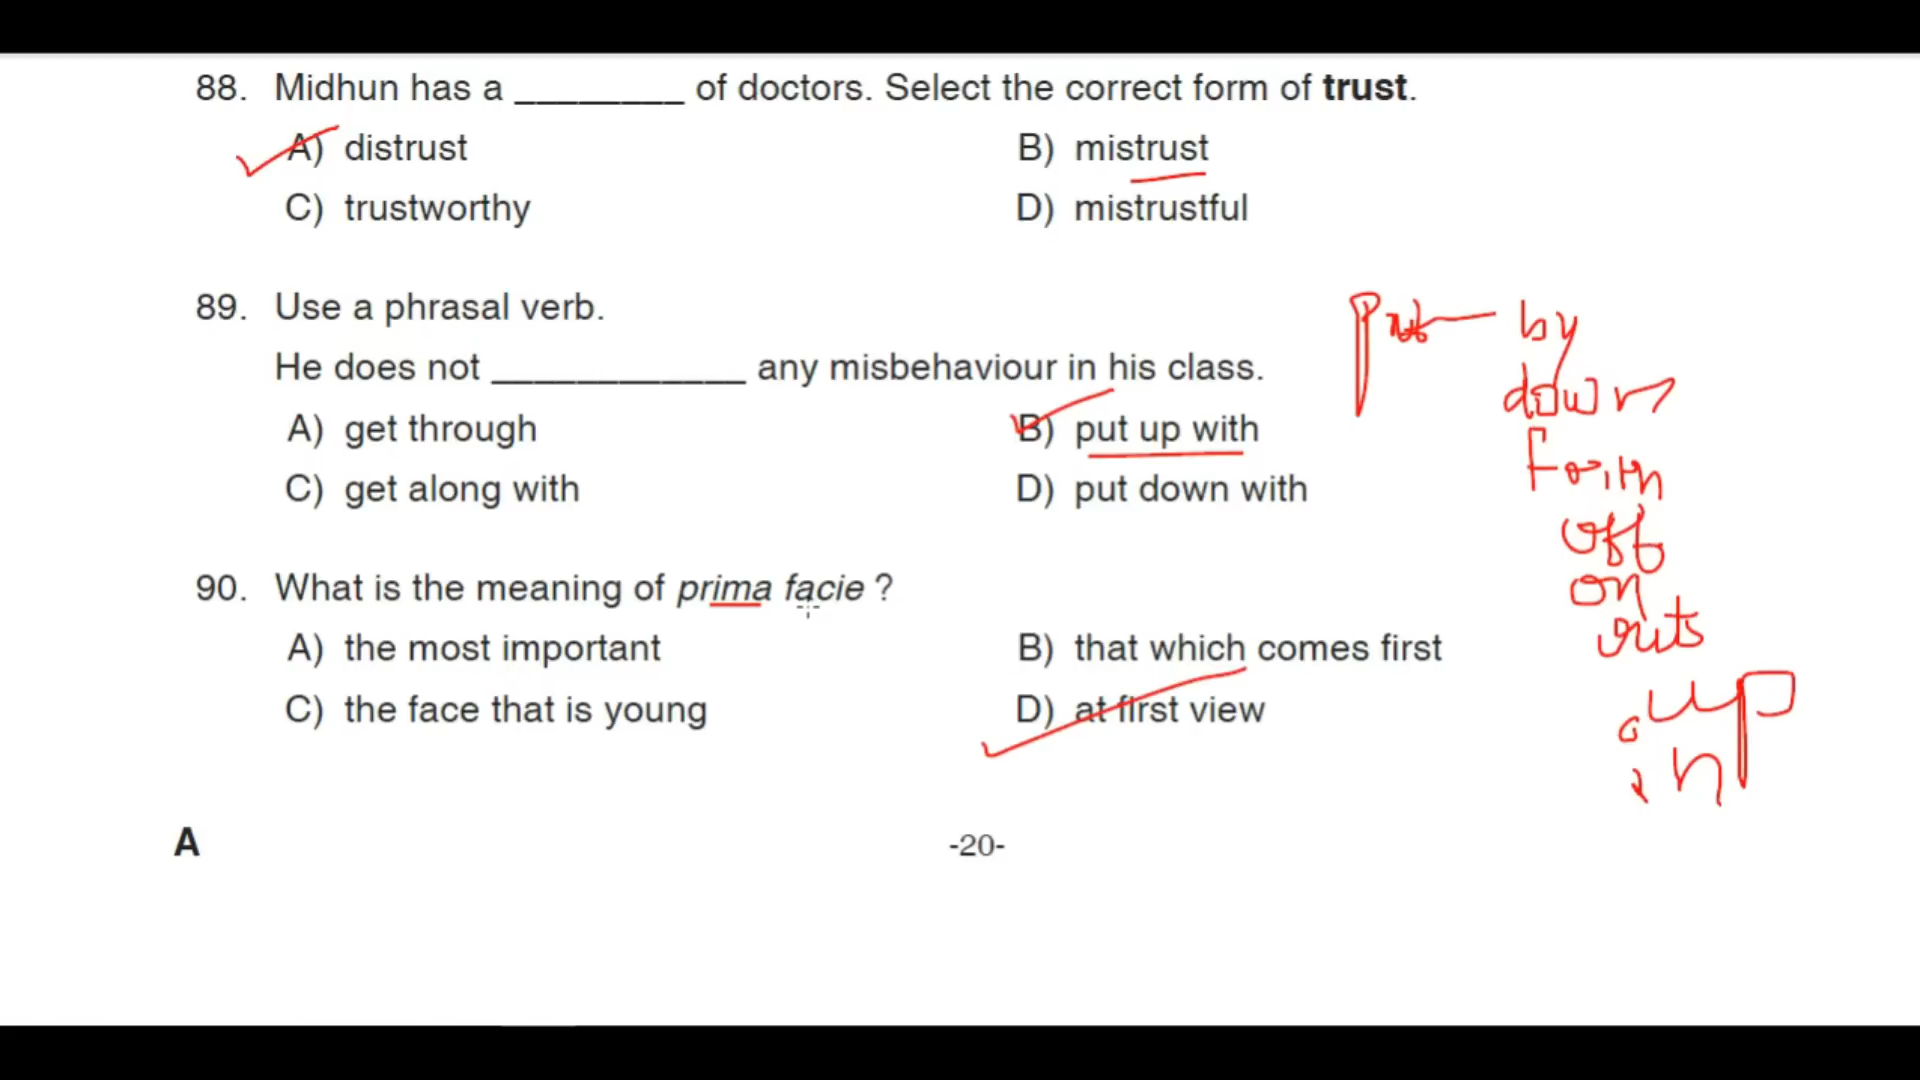 88. Midhun has a ________ of doctors. Select the correct form of trust.
A) distrust B) mistrust
C) trustworthy D) mistrustful
89. Use a phrasal verb.
He does not ____________ any misbehaviour in his class.
A) get through B) put up with
C) get along with D) put down with
put — by
down
forth
off
on
out
up
in
90. What is the meaning of prima facie ?
A) the most important B) that which comes first
C) the face that is young D) at first view
A -20-